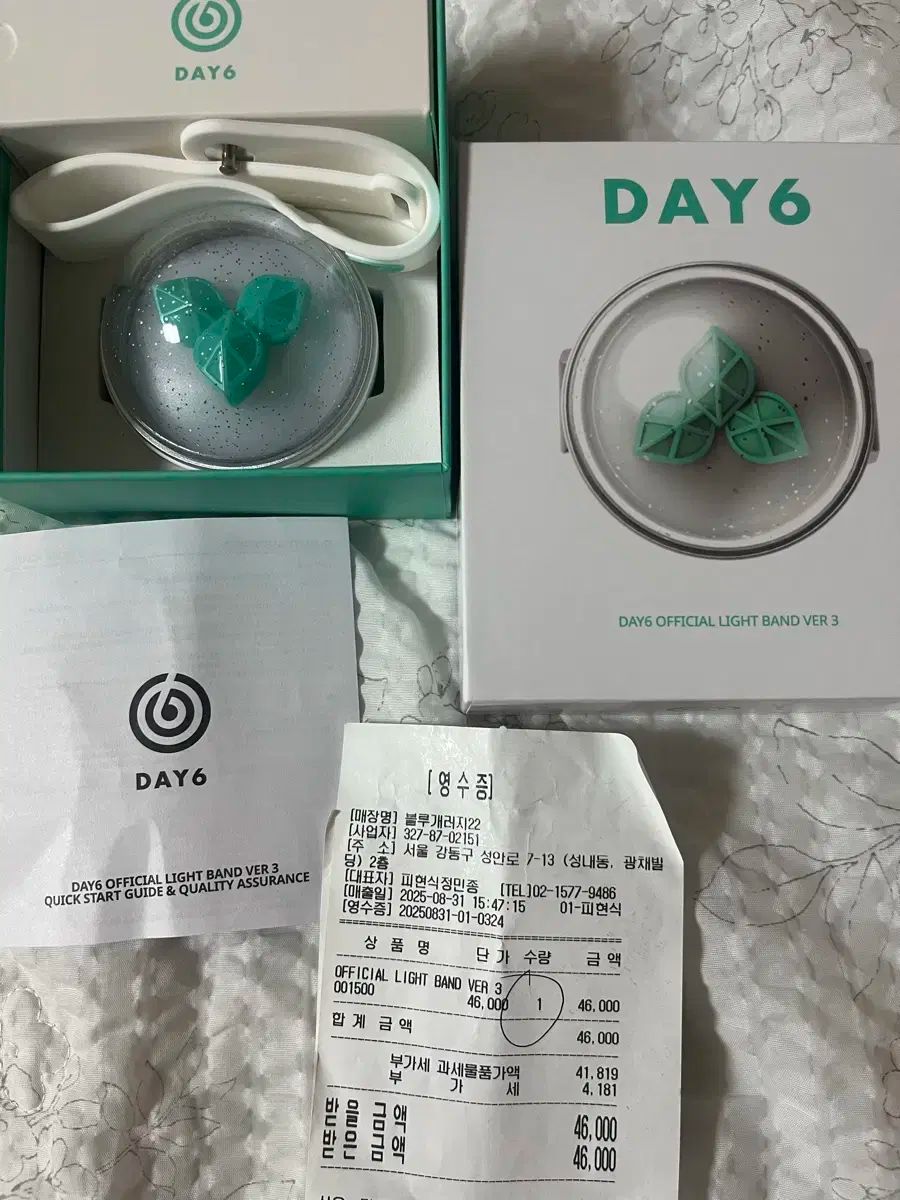 DAY6
DAY6
DAY6 OFFICIAL LIGHT BAND VER 3
DAY6
DAY6 OFFICIAL LIGHT BAND VER 3
QUICK START GUIDE & QUALITY ASSURANCE
[영수증]
[매장명] 블루개러지22
[사업자] 327-87-02151
[주 소] 서울 강동구 성안로 7-13 (성내동, 광채빌
딩) 2층
[대표자] 피현식정민종 [TEL]02-1577-9486
[매출일] 2025-08-31 15:47:15 01-피현식
[영수증] 20250831-01-0324
상 품 명 단 가 수량 금 액
OFFICIAL LIGHT BAND VER 3
001500 46,000 1 46,000
합 계 금 액 46,000
부가세 과세물품가액 41,819
부 가 세 4,181
받을금액 46,000
받은금액 46,000